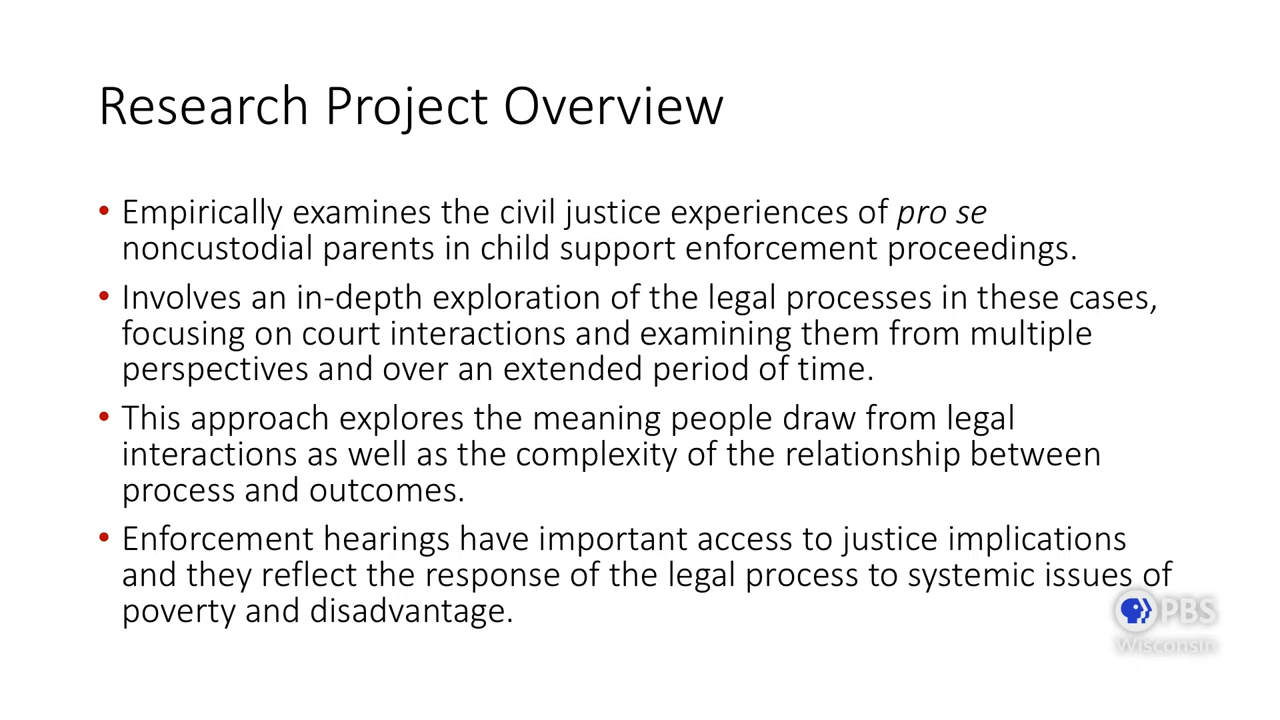 Research Project Overview
• Empirically examines the civil justice experiences of pro se
noncustodial parents in child support enforcement proceedings.
• Involves an in-depth exploration of the legal processes in these cases,
focusing on court interactions and examining them from multiple
perspectives and over an extended period of time.
• This approach explores the meaning people draw from legal
interactions as well as the complexity of the relationship between
process and outcomes.
• Enforcement hearings have important access to justice implications
and they reflect the response of the legal process to systemic issues of
poverty and disadvantage.
PBS
Wisconsin